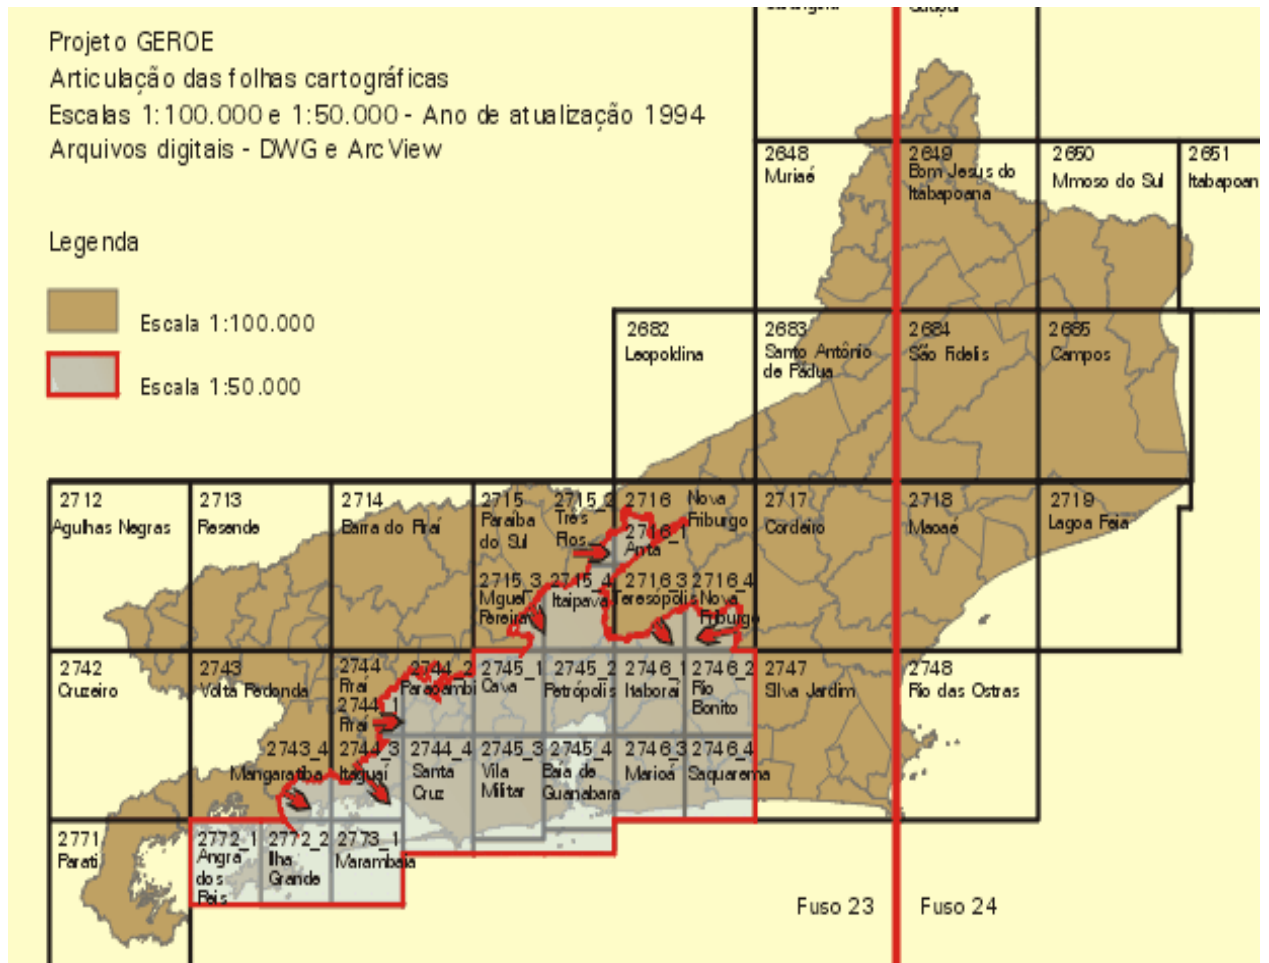 Projeto GEROE
Articulação das folhas cartográficas
Escalas 1:100.000 e 1:50.000 - Ano de atualização 1994
Arquivos digitais - DWG e ArcView
Legenda
Escala 1:100.000
Escala 1:50.000
2648
Muriaé
2649
Bom Jesus do
Itabapoana
2650
Mimoso do Sul
2651
Itabapoan
2682
Leopoldina
2683
Santo Antônio
de Pádua
2684
São Fidelis
2685
Campos
2712
Agulhas Negras
2713
Resende
2714
Barra do Piraí
2715
Paraíba
do Sul
2715_2
Três
Rios
2716
Nova
Friburgo
2716_1
Anta
2717
Cordeiro
2718
Macaé
2719
Lagoa Feia
2715_3
Miguel
Pereira
2715_4
Itaipava
2716_3
Teresópolis
2716_4
Nova
Friburgo
2742
Cruzeiro
2743
Volta Redonda
2744
Piraí
2744_1
Piraí
2744_2
Paracambi
2745_1
Cava
2745_2
Petrópolis
2746_1
Itaboraí
2746_2
Rio
Bonito
2747
Silva Jardim
2748
Rio das Ostras
2743_4
Mangaratiba
2744_3
Itaguaí
2744_4
Santa
Cruz
2745_3
Vila
Militar
2745_4
Baía de
Guanabara
2746_3
Maricá
2746_4
Saquarema
2771
Parati
2772_1
Angra
dos
Reis
2772_2
Ilha
Grande
2773_1
Marambaia
Fuso 23
Fuso 24